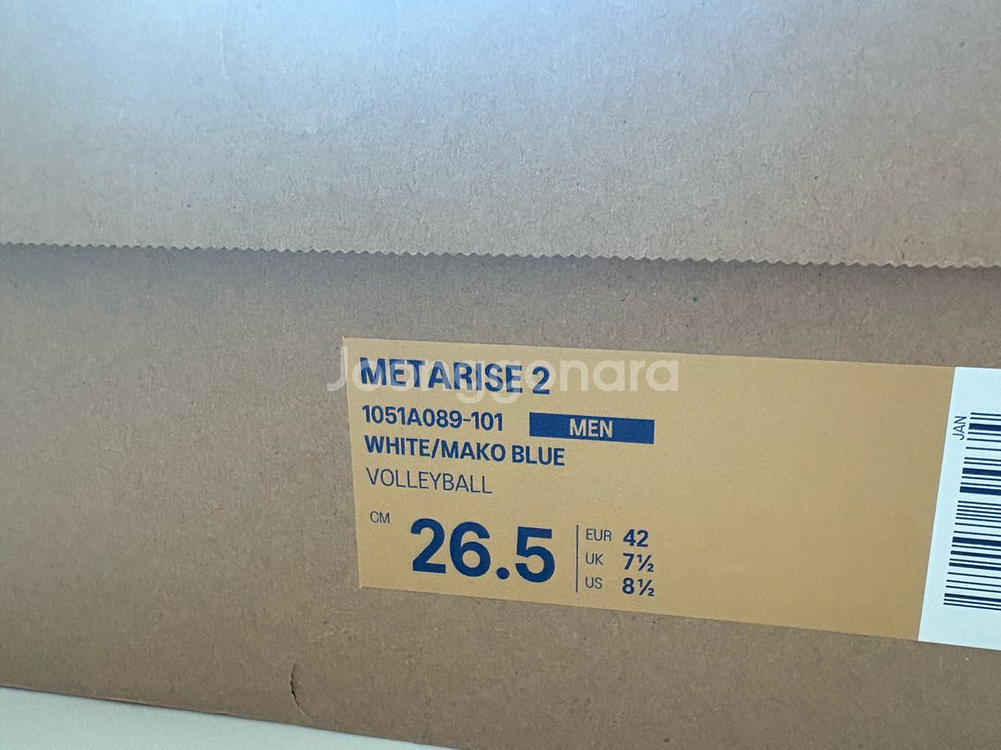 METARISE 2
Joonggonara
1051A089-101 MEN
WHITE/MAKO BLUE
VOLLEYBALL
CM 26.5
EUR 42
UK 7½
US 8½
JAN